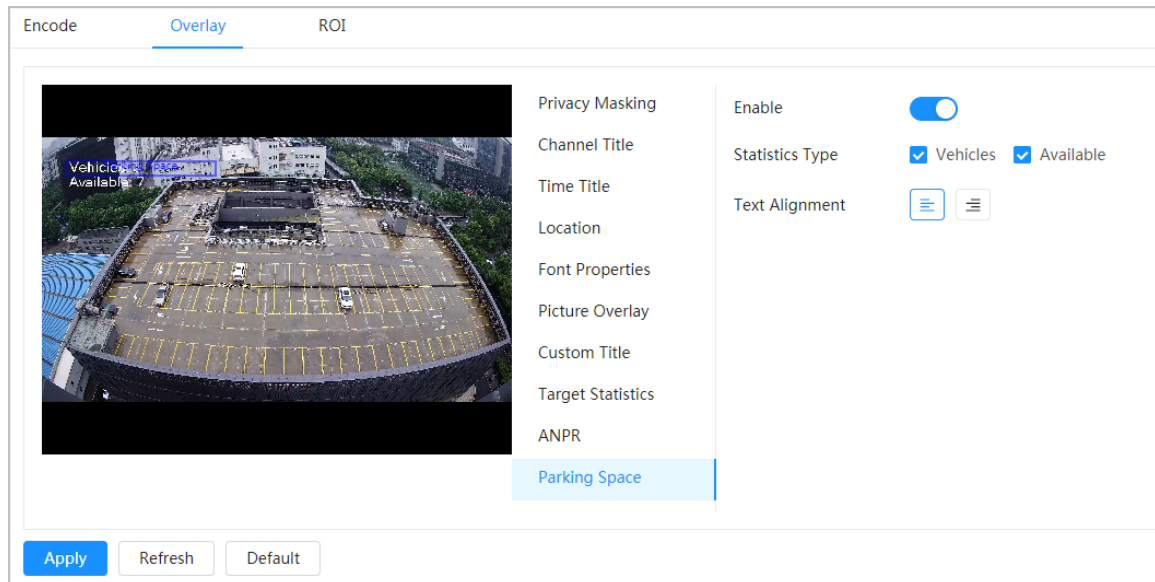 Encode Overlay ROI
Privacy Masking
Channel Title
Time Title
Location
Font Properties
Picture Overlay
Custom Title
Target Statistics
ANPR
Parking Space
Enable
Statistics Type Vehicles Available
Text Alignment
Available: 7
Apply Refresh Default